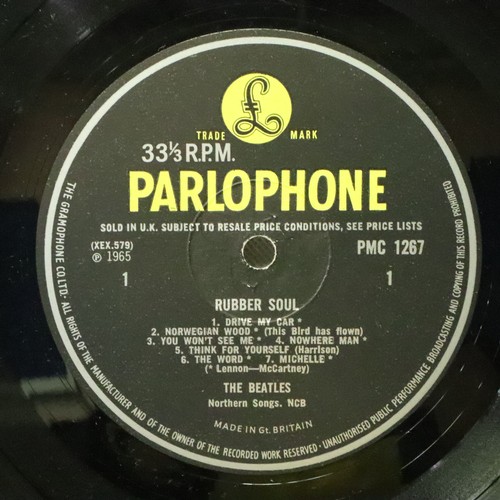 £
TRADE MARK
33⅓ R.P.M.
PARLOPHONE
SOLD IN U.K. SUBJECT TO RESALE PRICE CONDITIONS, SEE PRICE LISTS
(XEX.579) PMC 1267
℗ 1965
1 1
RUBBER SOUL
1. DRIVE MY CAR *
2. NORWEGIAN WOOD * (This Bird has flown)
3. YOU WON'T SEE ME * 4. NOWHERE MAN *
5. THINK FOR YOURSELF (Harrison)
6. THE WORD * 7. MICHELLE *
(* Lennon—McCartney)
THE BEATLES
Northern Songs. NCB
MADE IN Gt. BRITAIN
THE GRAMOPHONE CO. LTD. · ALL RIGHTS OF THE MANUFACTURER AND OF THE OWNER OF THE RECORDED WORK RESERVED · UNAUTHORISED PUBLIC PERFORMANCE BROADCASTING AND COPYING OF THIS RECORD PROHIBITED